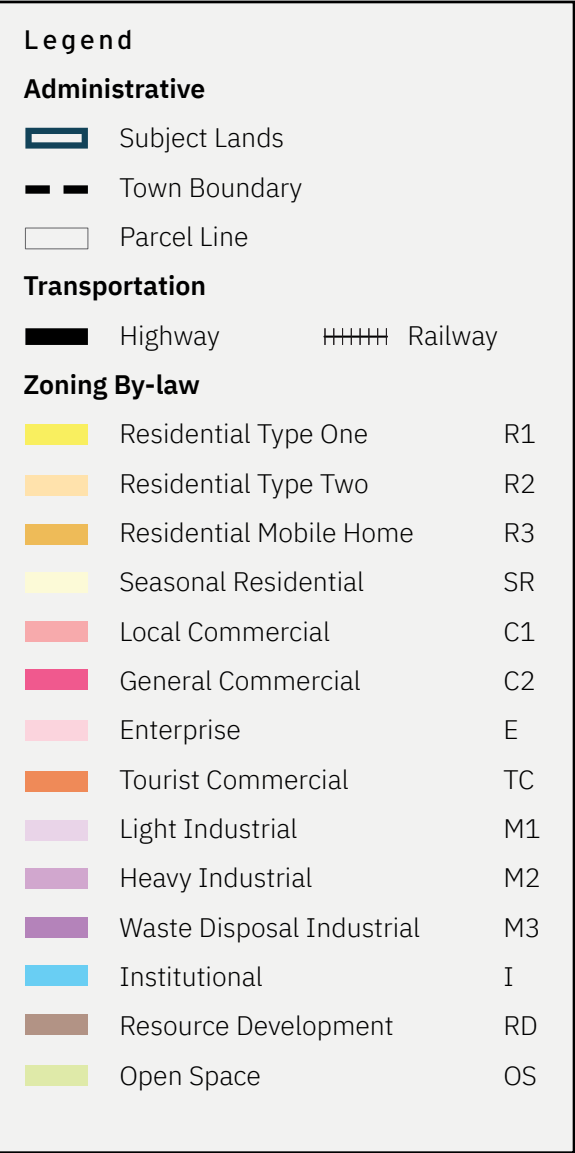 Legend
Administrative
Subject Lands
Town Boundary
Parcel Line
Transportation
Highway Railway
Zoning By-law
Residential Type One R1
Residential Type Two R2
Residential Mobile Home R3
Seasonal Residential SR
Local Commercial C1
General Commercial C2
Enterprise E
Tourist Commercial TC
Light Industrial M1
Heavy Industrial M2
Waste Disposal Industrial M3
Institutional I
Resource Development RD
Open Space OS